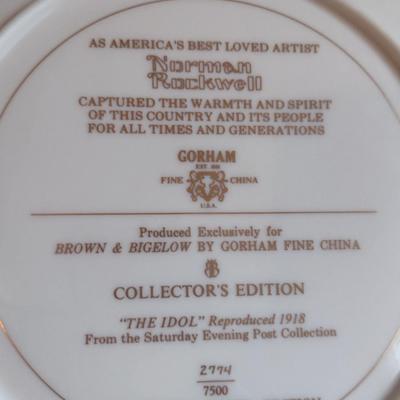 AS AMERICA'S BEST LOVED ARTIST
Norman
Rockwell
CAPTURED THE WARMTH AND SPIRIT
OF THIS COUNTRY AND ITS PEOPLE
FOR ALL TIMES AND GENERATIONS
GORHAM
FINE CHINA
U.S.A.
Produced Exclusively for
BROWN & BIGELOW BY GORHAM FINE CHINA
COLLECTOR'S EDITION
"THE IDOL" Reproduced 1918
From the Saturday Evening Post Collection
2774
7500